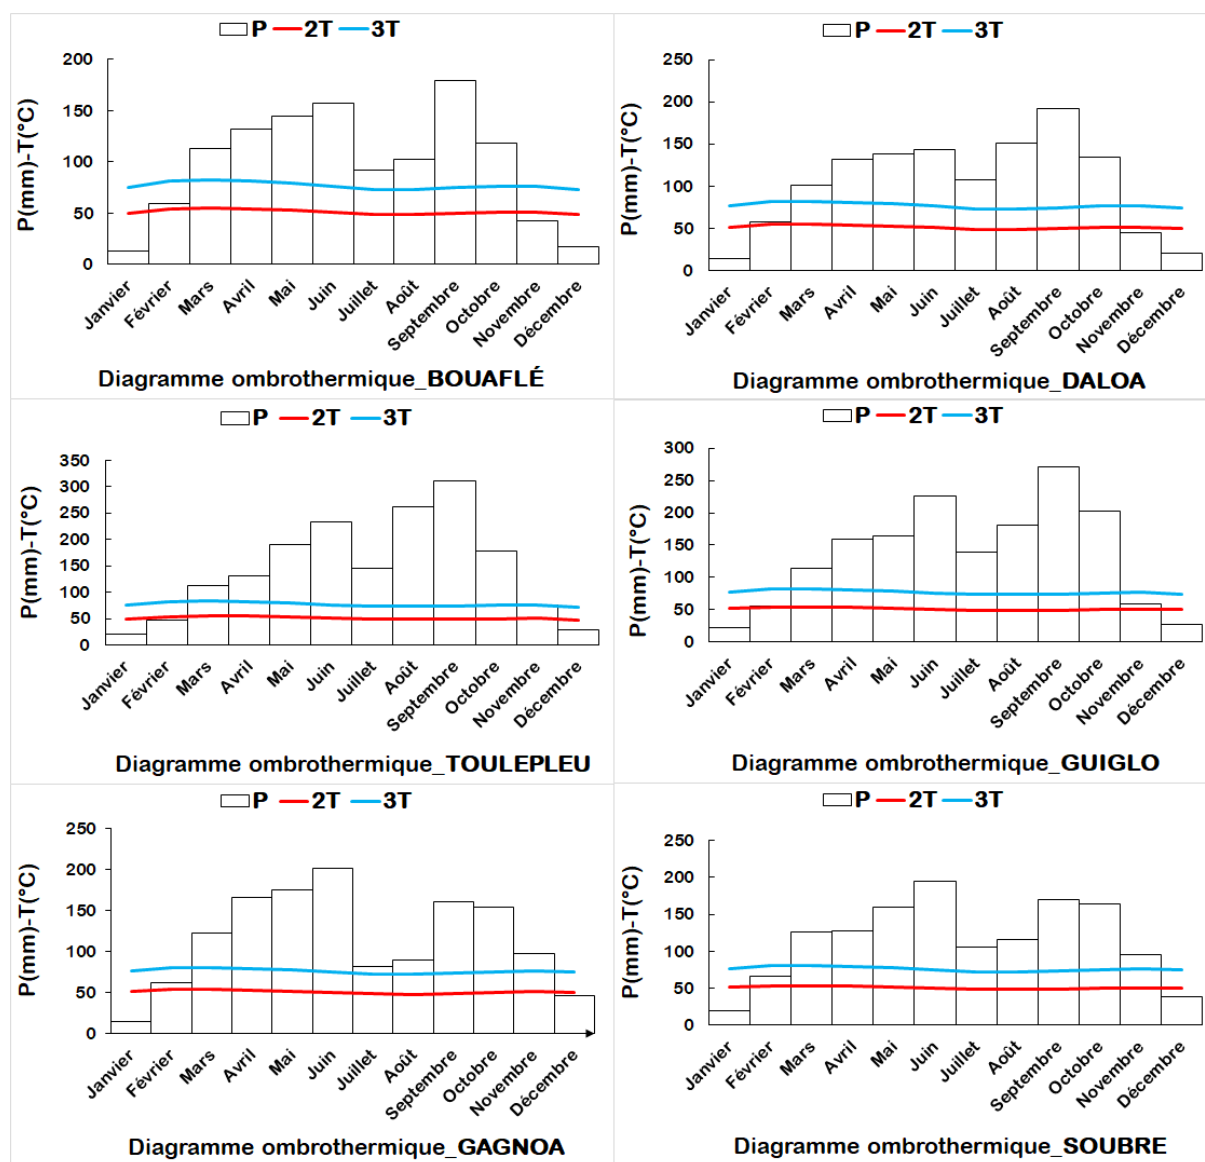 P 2T 3T
P(mm)-T(°C)
200
150
100
50
0
Janvier
Février
Mars
Avril
Mai
Juin
Juillet
Août
Septembre
Octobre
Novembre
Décembre
Diagramme ombrothermique_BOUAFLÉ
P 2T 3T
P(mm)-T(°C)
250
200
150
100
50
0
Janvier
Février
Mars
Avril
Mai
Juin
Juillet
Août
Septembre
Octobre
Novembre
Décembre
Diagramme ombrothermique_DALOA
P 2T 3T
P(mm)-T(°C)
350
300
250
200
150
100
50
0
Janvier
Février
Mars
Avril
Mai
Juin
Juillet
Août
Septembre
Octobre
Novembre
Décembre
Diagramme ombrothermique_TOULEPLEU
P 2T 3T
P(mm)-T(°C)
300
250
200
150
100
50
0
Janvier
Février
Mars
Avril
Mai
Juin
Juillet
Août
Septembre
Octobre
Novembre
Décembre
Diagramme ombrothermique_GUIGLO
P 2T 3T
P(mm)-T(°C)
250
200
150
100
50
0
Janvier
Février
Mars
Avril
Mai
Juin
Juillet
Août
Septembre
Octobre
Novembre
Décembre
Diagramme ombrothermique_GAGNOA
P 2T 3T
P(mm)-T(°C)
250
200
150
100
50
0
Janvier
Février
Mars
Avril
Mai
Juin
Juillet
Août
Septembre
Octobre
Novembre
Décembre
Diagramme ombrothermique_SOUBRE